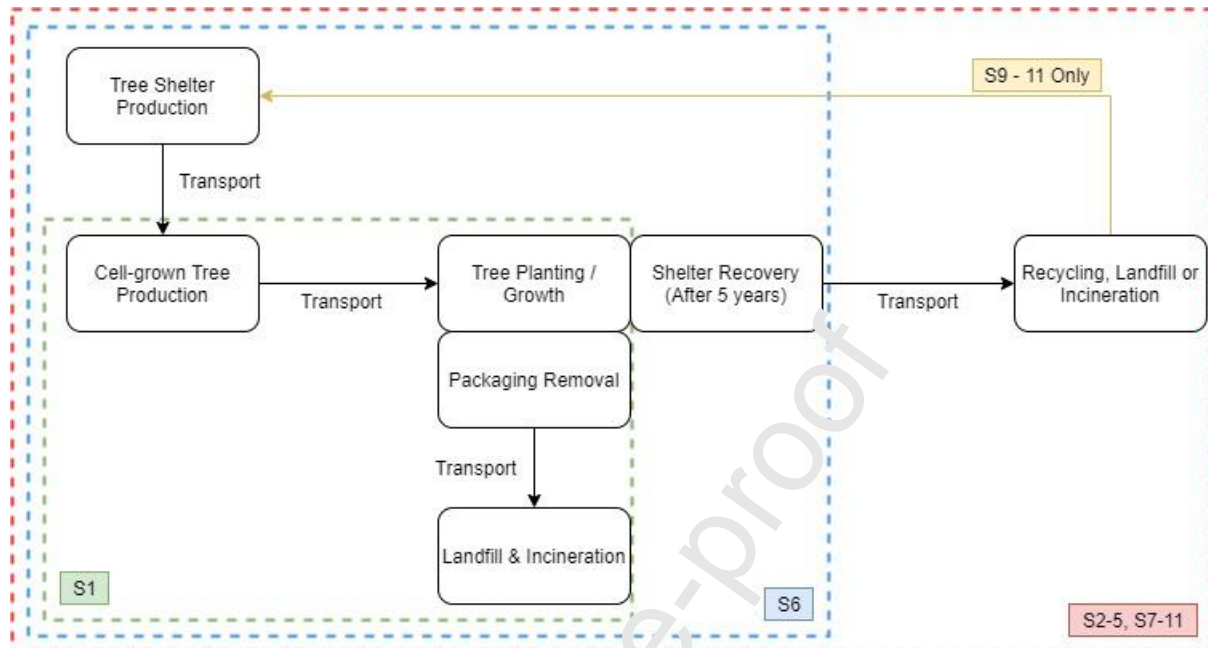 Tree Shelter
Production
S9 - 11 Only
Transport
Cell-grown Tree
Production
Transport
Tree Planting /
Growth
Shelter Recovery
(After 5 years)
Transport
Recycling, Landfill or
Incineration
Packaging Removal
Transport
Landfill & Incineration
S1
S6
S2-5, S7-11
e-proof